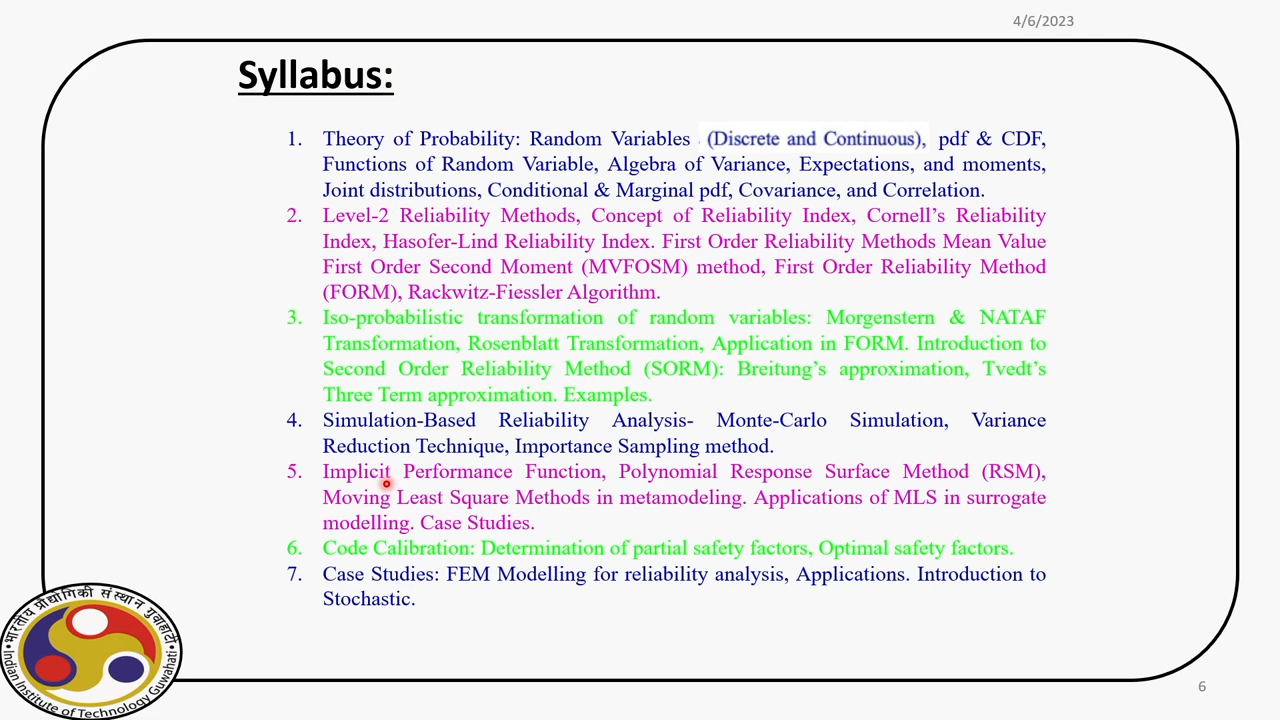 4/6/2023
Syllabus:
1. Theory of Probability: Random Variables (Discrete and Continuous), pdf & CDF,
Functions of Random Variable, Algebra of Variance, Expectations, and moments,
Joint distributions, Conditional & Marginal pdf, Covariance, and Correlation.
2. Level-2 Reliability Methods, Concept of Reliability Index, Cornell’s Reliability
Index, Hasofer-Lind Reliability Index. First Order Reliability Methods Mean Value
First Order Second Moment (MVFOSM) method, First Order Reliability Method
(FORM), Rackwitz-Fiessler Algorithm.
3. Iso-probabilistic transformation of random variables: Morgenstern & NATAF
Transformation, Rosenblatt Transformation, Application in FORM. Introduction to
Second Order Reliability Method (SORM): Breitung’s approximation, Tvedt’s
Three Term approximation. Examples.
4. Simulation-Based Reliability Analysis- Monte-Carlo Simulation, Variance
Reduction Technique, Importance Sampling method.
5. Implicit Performance Function, Polynomial Response Surface Method (RSM),
Moving Least Square Methods in metamodeling. Applications of MLS in surrogate
modelling. Case Studies.
6. Code Calibration: Determination of partial safety factors, Optimal safety factors.
7. Case Studies: FEM Modelling for reliability analysis, Applications. Introduction to
Stochastic.
भारतीय प्रौद्योगिकी संस्थान गुवाहाटी
Indian Institute of Technology Guwahati
6